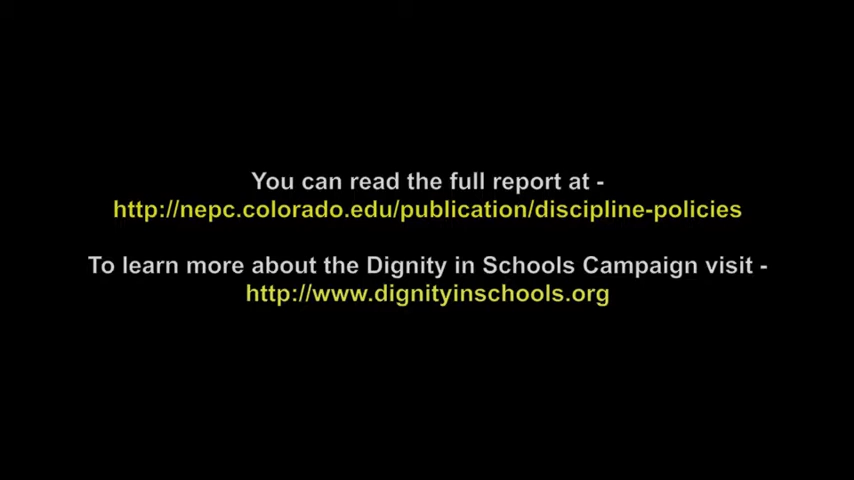 You can read the full report at -
http://nepc.colorado.edu/publication/discipline-policies
To learn more about the Dignity in Schools Campaign visit -
http://www.dignityinschools.org